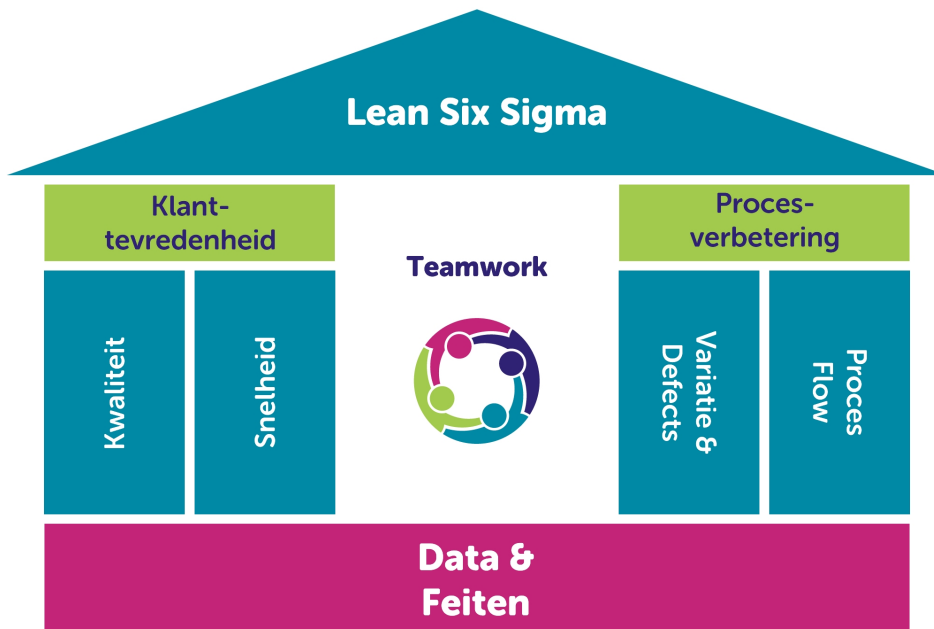 Lean Six Sigma
Klant-
tevredenheid
Proces-
verbetering
Teamwork
Kwaliteit
Snelheid
Variatie &
Defects
Proces
Flow
Data &
Feiten